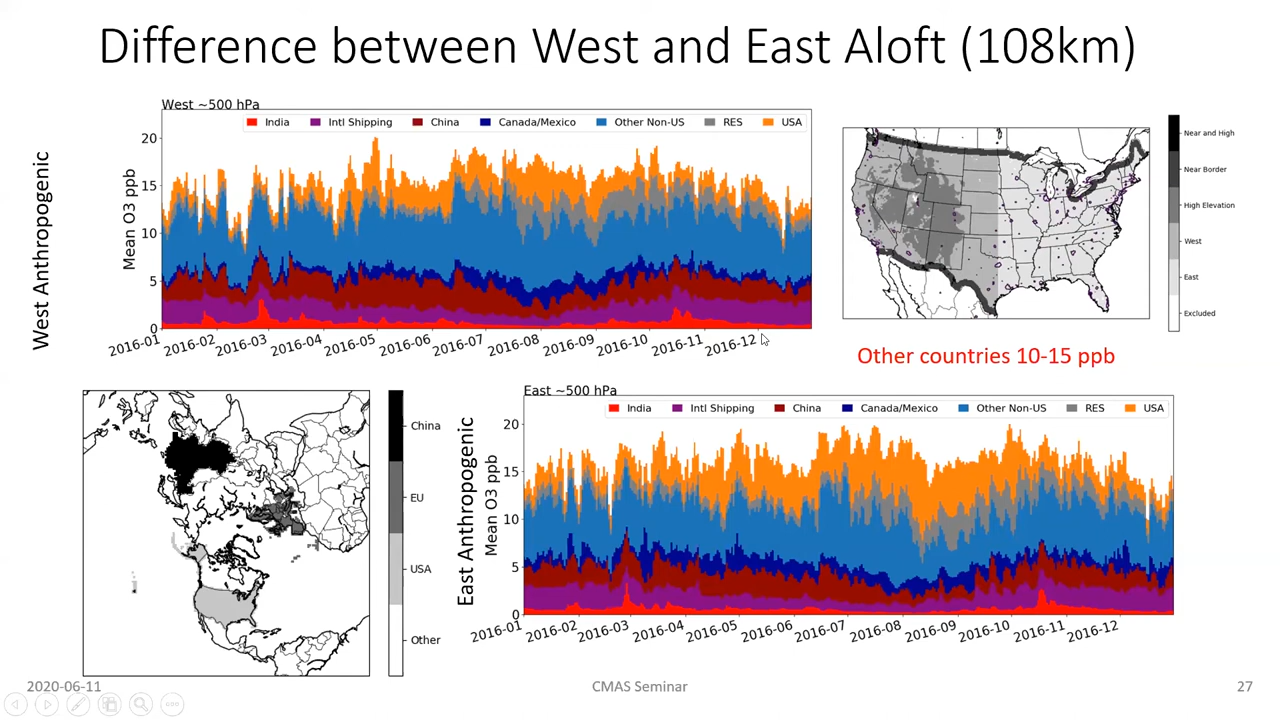 Difference between West and East Aloft (108km)
West Anthropogenic
West ~500 hPa
India Intl Shipping China Canada/Mexico Other Non-US RES USA
Mean O3 ppb
20
15
10
5
0
2016-01 2016-02 2016-03 2016-04 2016-05 2016-06 2016-07 2016-08 2016-09 2016-10 2016-11 2016-12
Near and High
Near Border
High Elevation
West
East
Excluded
Other countries 10-15 ppb
China
EU
USA
Other
East Anthropogenic
East ~500 hPa
India Intl Shipping China Canada/Mexico Other Non-US RES USA
Mean O3 ppb
20
15
10
5
0
2016-01 2016-02 2016-03 2016-04 2016-05 2016-06 2016-07 2016-08 2016-09 2016-10 2016-11 2016-12
2020-06-11
CMAS Seminar
27